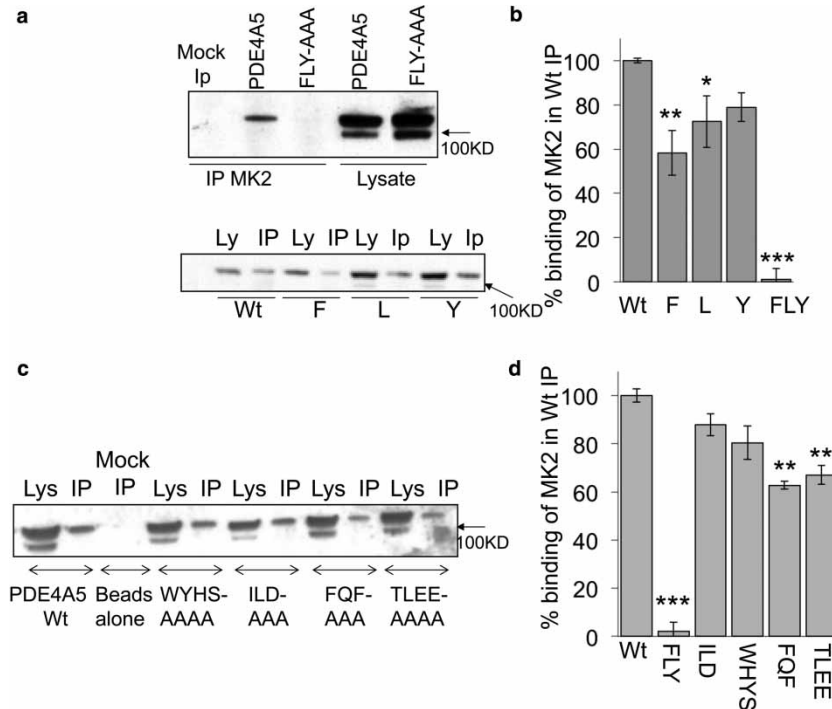 a
Mock
Ip
PDE4A5
FLY-AAA
PDE4A5
FLY-AAA
100KD
IP MK2
Lysate
Ly IP Ly IP Ly Ip Ly Ip
Wt F L Y
100KD
b
% binding of MK2 in Wt IP
100
80
60
40
20
0
**
*
***
Wt F L Y FLY
c
Mock
Lys IP IP Lys IP Lys IP Lys IP Lys IP
100KD
PDE4A5 Beads WYHS- ILD- FQF- TLEE-
Wt alone AAAA AAA AAA AAAA
d
% binding of MK2 in Wt IP
100
80
60
40
20
0
***
**
**
Wt
FLY
ILD
WHYS
FQF
TLEE